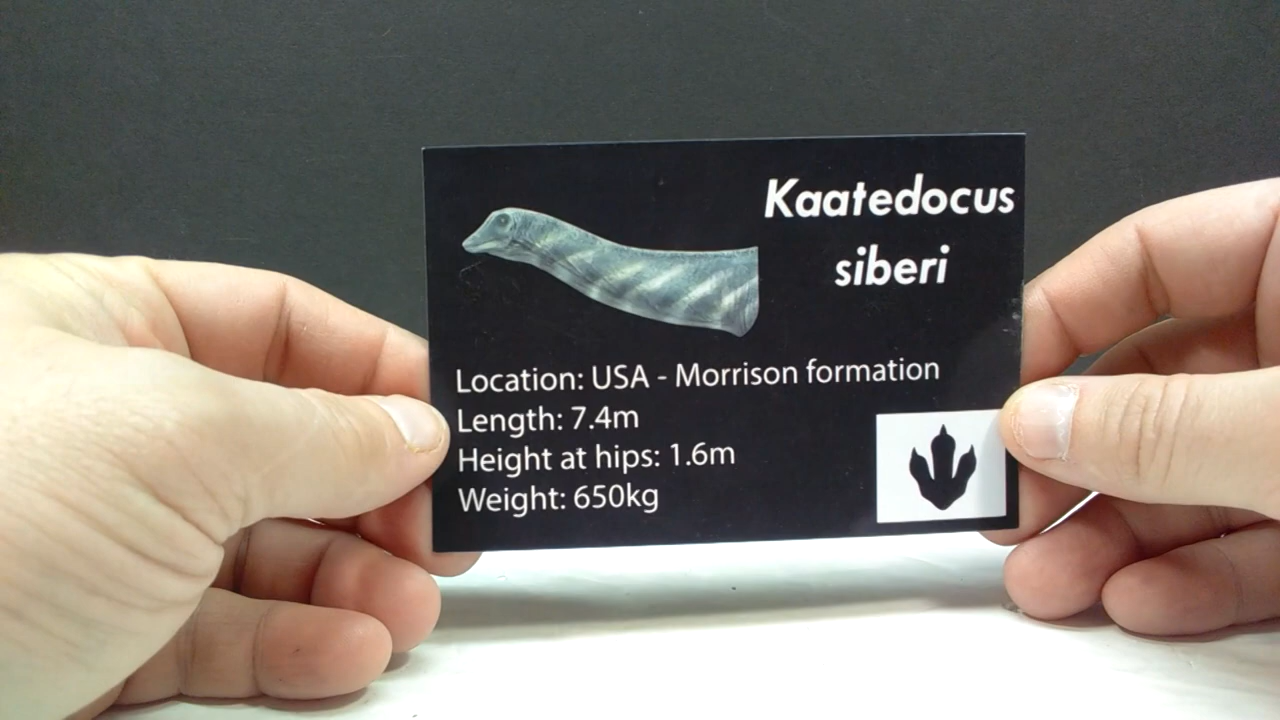 Kaatedocus
siberi
Location: USA - Morrison formation
Length: 7.4m
Height at hips: 1.6m
Weight: 650kg